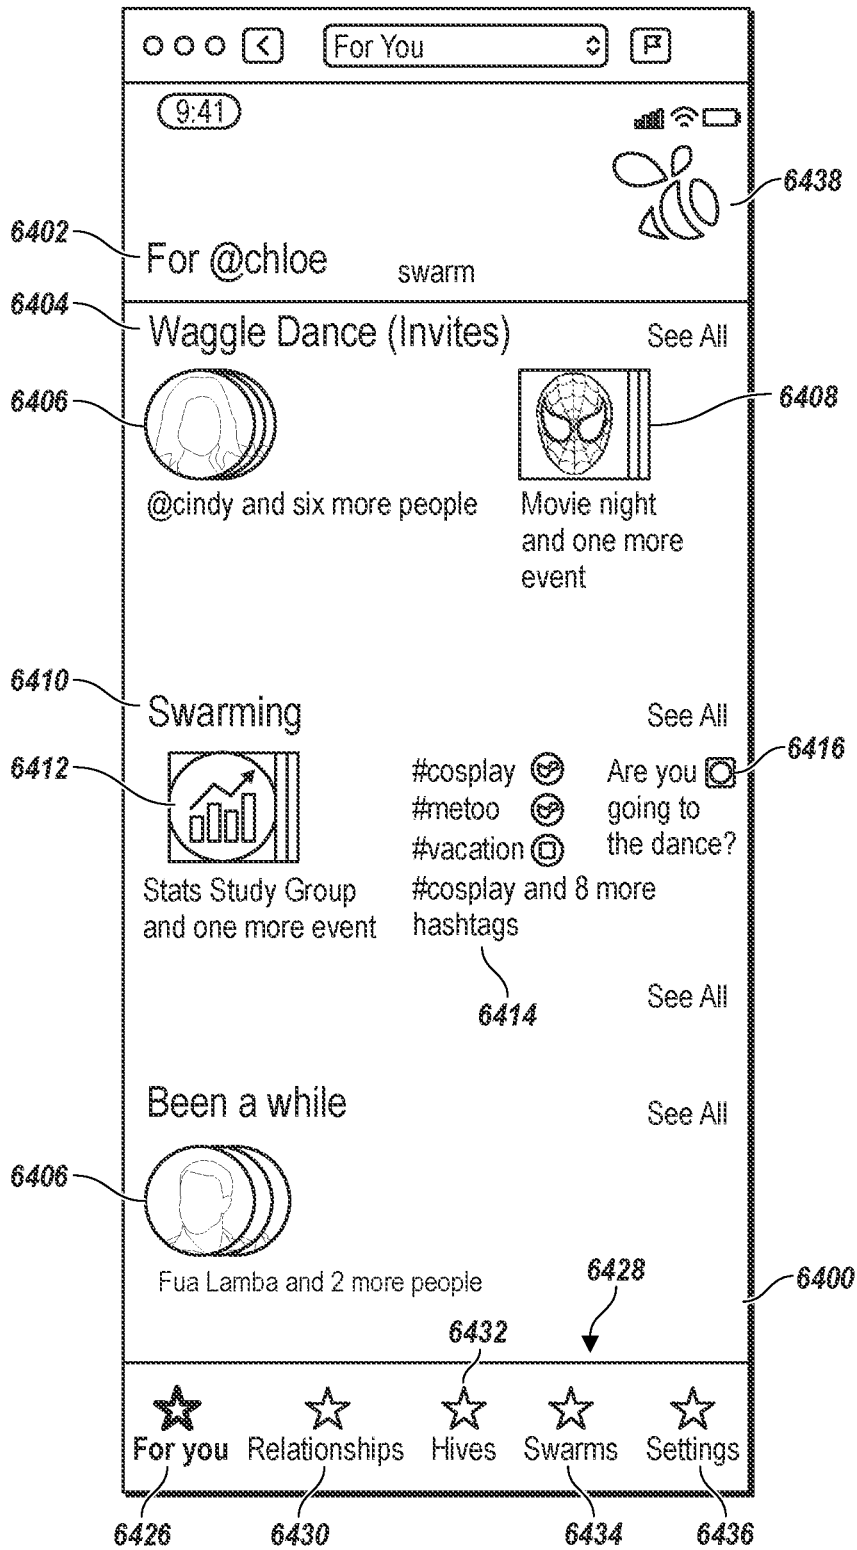 For You
9:41
6438
6402
For @chloe
swarm
6404
Waggle Dance (Invites)
See All
6406
6408
@cindy and six more people
Movie night
and one more
event
6410
Swarming
See All
6412
6416
#cosplay
#metoo
#vacation
#cosplay and 8 more
hashtags
Are you
going to
the dance?
Stats Study Group
and one more event
6414
See All
Been a while
See All
6406
Fua Lamba and 2 more people
6428
6400
6432
For you
Relationships
Hives
Swarms
Settings
6426
6430
6434
6436